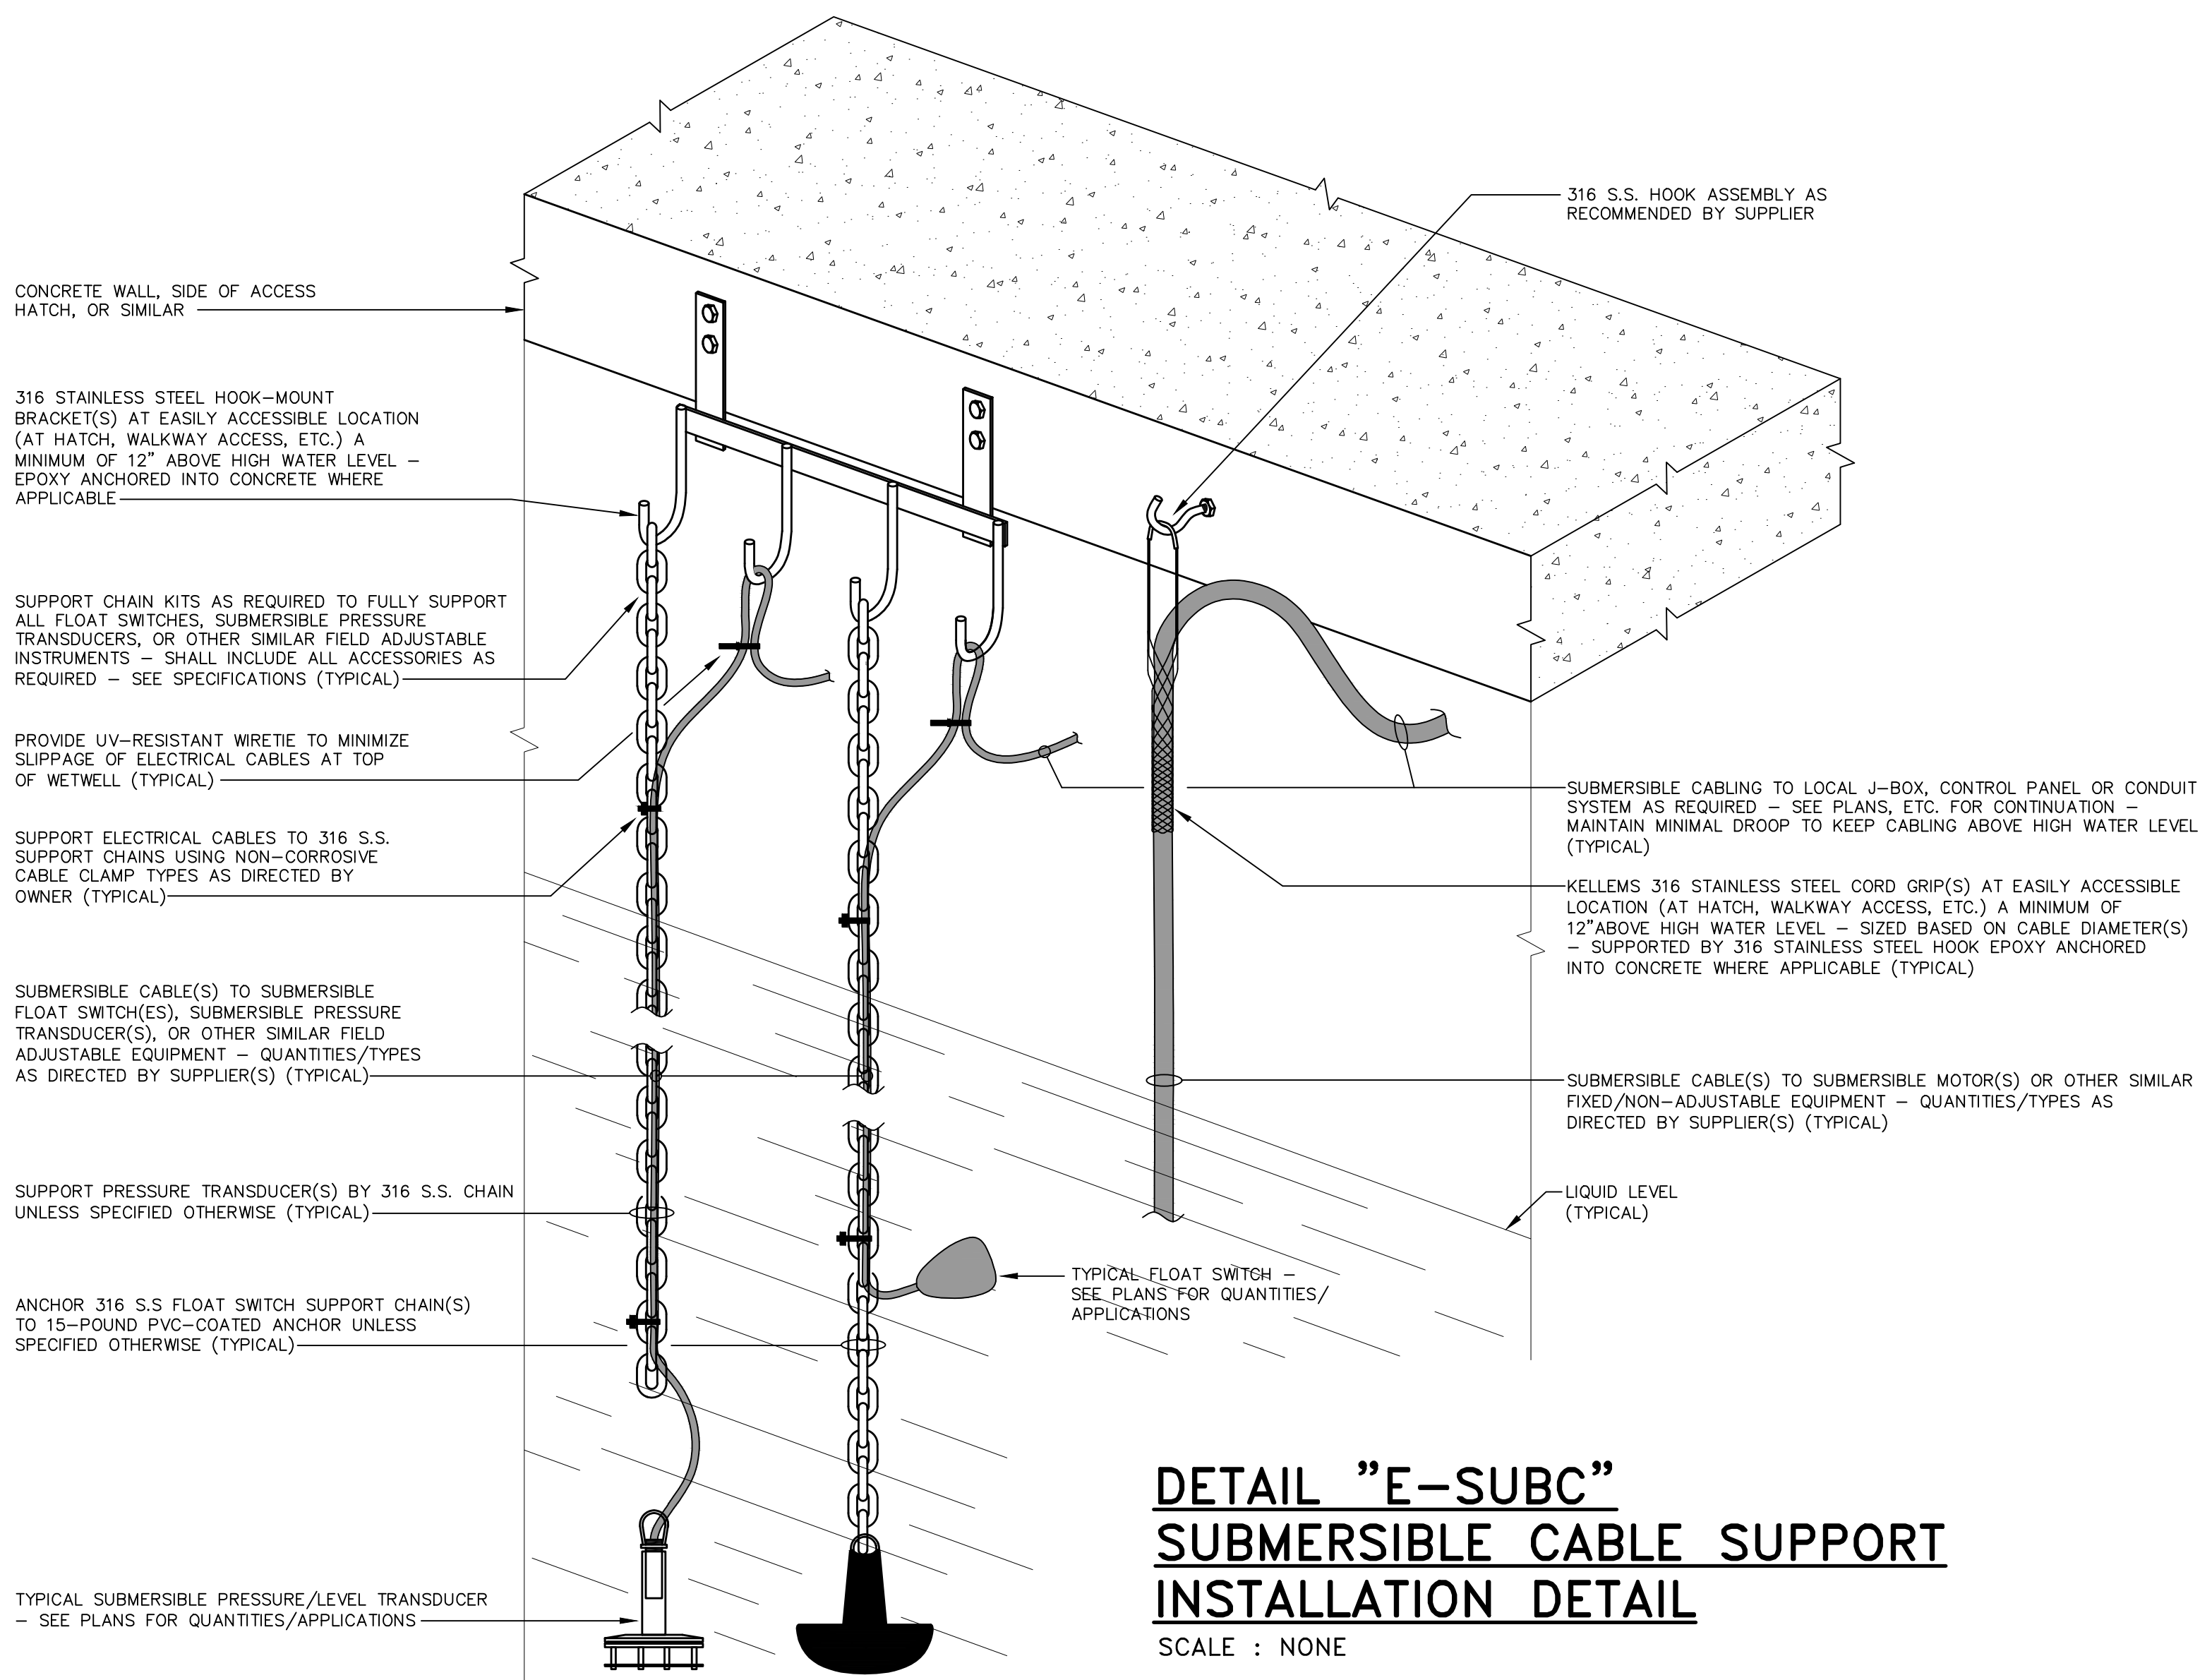 316 S.S. HOOK ASSEMBLY AS
RECOMMENDED BY SUPPLIER
CONCRETE WALL, SIDE OF ACCESS
HATCH, OR SIMILAR
316 STAINLESS STEEL HOOK-MOUNT
BRACKET(S) AT EASILY ACCESSIBLE LOCATION
(AT HATCH, WALKWAY ACCESS, ETC.) A
MINIMUM OF 12" ABOVE HIGH WATER LEVEL -
EPOXY ANCHORED INTO CONCRETE WHERE
APPLICABLE
SUPPORT CHAIN KITS AS REQUIRED TO FULLY SUPPORT
ALL FLOAT SWITCHES, SUBMERSIBLE PRESSURE
TRANSDUCERS, OR OTHER SIMILAR FIELD ADJUSTABLE
INSTRUMENTS - SHALL INCLUDE ALL ACCESSORIES AS
REQUIRED - SEE SPECIFICATIONS (TYPICAL)
PROVIDE UV-RESISTANT WIRETIE TO MINIMIZE
SLIPPAGE OF ELECTRICAL CABLES AT TOP
OF WETWELL (TYPICAL)
SUPPORT ELECTRICAL CABLES TO 316 S.S.
SUPPORT CHAINS USING NON-CORROSIVE
CABLE CLAMP TYPES AS DIRECTED BY
OWNER (TYPICAL)
SUBMERSIBLE CABLE(S) TO SUBMERSIBLE
FLOAT SWITCH(ES), SUBMERSIBLE PRESSURE
TRANSDUCER(S), OR OTHER SIMILAR FIELD
ADJUSTABLE EQUIPMENT - QUANTITIES/TYPES
AS DIRECTED BY SUPPLIER(S) (TYPICAL)
SUPPORT PRESSURE TRANSDUCER(S) BY 316 S.S. CHAIN
UNLESS SPECIFIED OTHERWISE (TYPICAL)
ANCHOR 316 S.S FLOAT SWITCH SUPPORT CHAIN(S)
TO 15-POUND PVC-COATED ANCHOR UNLESS
SPECIFIED OTHERWISE (TYPICAL)
TYPICAL SUBMERSIBLE PRESSURE/LEVEL TRANSDUCER
- SEE PLANS FOR QUANTITIES/APPLICATIONS
SUBMERSIBLE CABLING TO LOCAL J-BOX, CONTROL PANEL OR CONDUIT
SYSTEM AS REQUIRED - SEE PLANS, ETC. FOR CONTINUATION -
MAINTAIN MINIMAL DROOP TO KEEP CABLING ABOVE HIGH WATER LEVEL
(TYPICAL)
KELLEMS 316 STAINLESS STEEL CORD GRIP(S) AT EASILY ACCESSIBLE
LOCATION (AT HATCH, WALKWAY ACCESS, ETC.) A MINIMUM OF
12"ABOVE HIGH WATER LEVEL - SIZED BASED ON CABLE DIAMETER(S)
- SUPPORTED BY 316 STAINLESS STEEL HOOK EPOXY ANCHORED
INTO CONCRETE WHERE APPLICABLE (TYPICAL)
SUBMERSIBLE CABLE(S) TO SUBMERSIBLE MOTOR(S) OR OTHER SIMILAR
FIXED/NON-ADJUSTABLE EQUIPMENT - QUANTITIES/TYPES AS
DIRECTED BY SUPPLIER(S) (TYPICAL)
LIQUID LEVEL
(TYPICAL)
TYPICAL FLOAT SWITCH -
SEE PLANS FOR QUANTITIES/
APPLICATIONS
DETAIL "E-SUBC"
SUBMERSIBLE CABLE SUPPORT
INSTALLATION DETAIL
SCALE : NONE